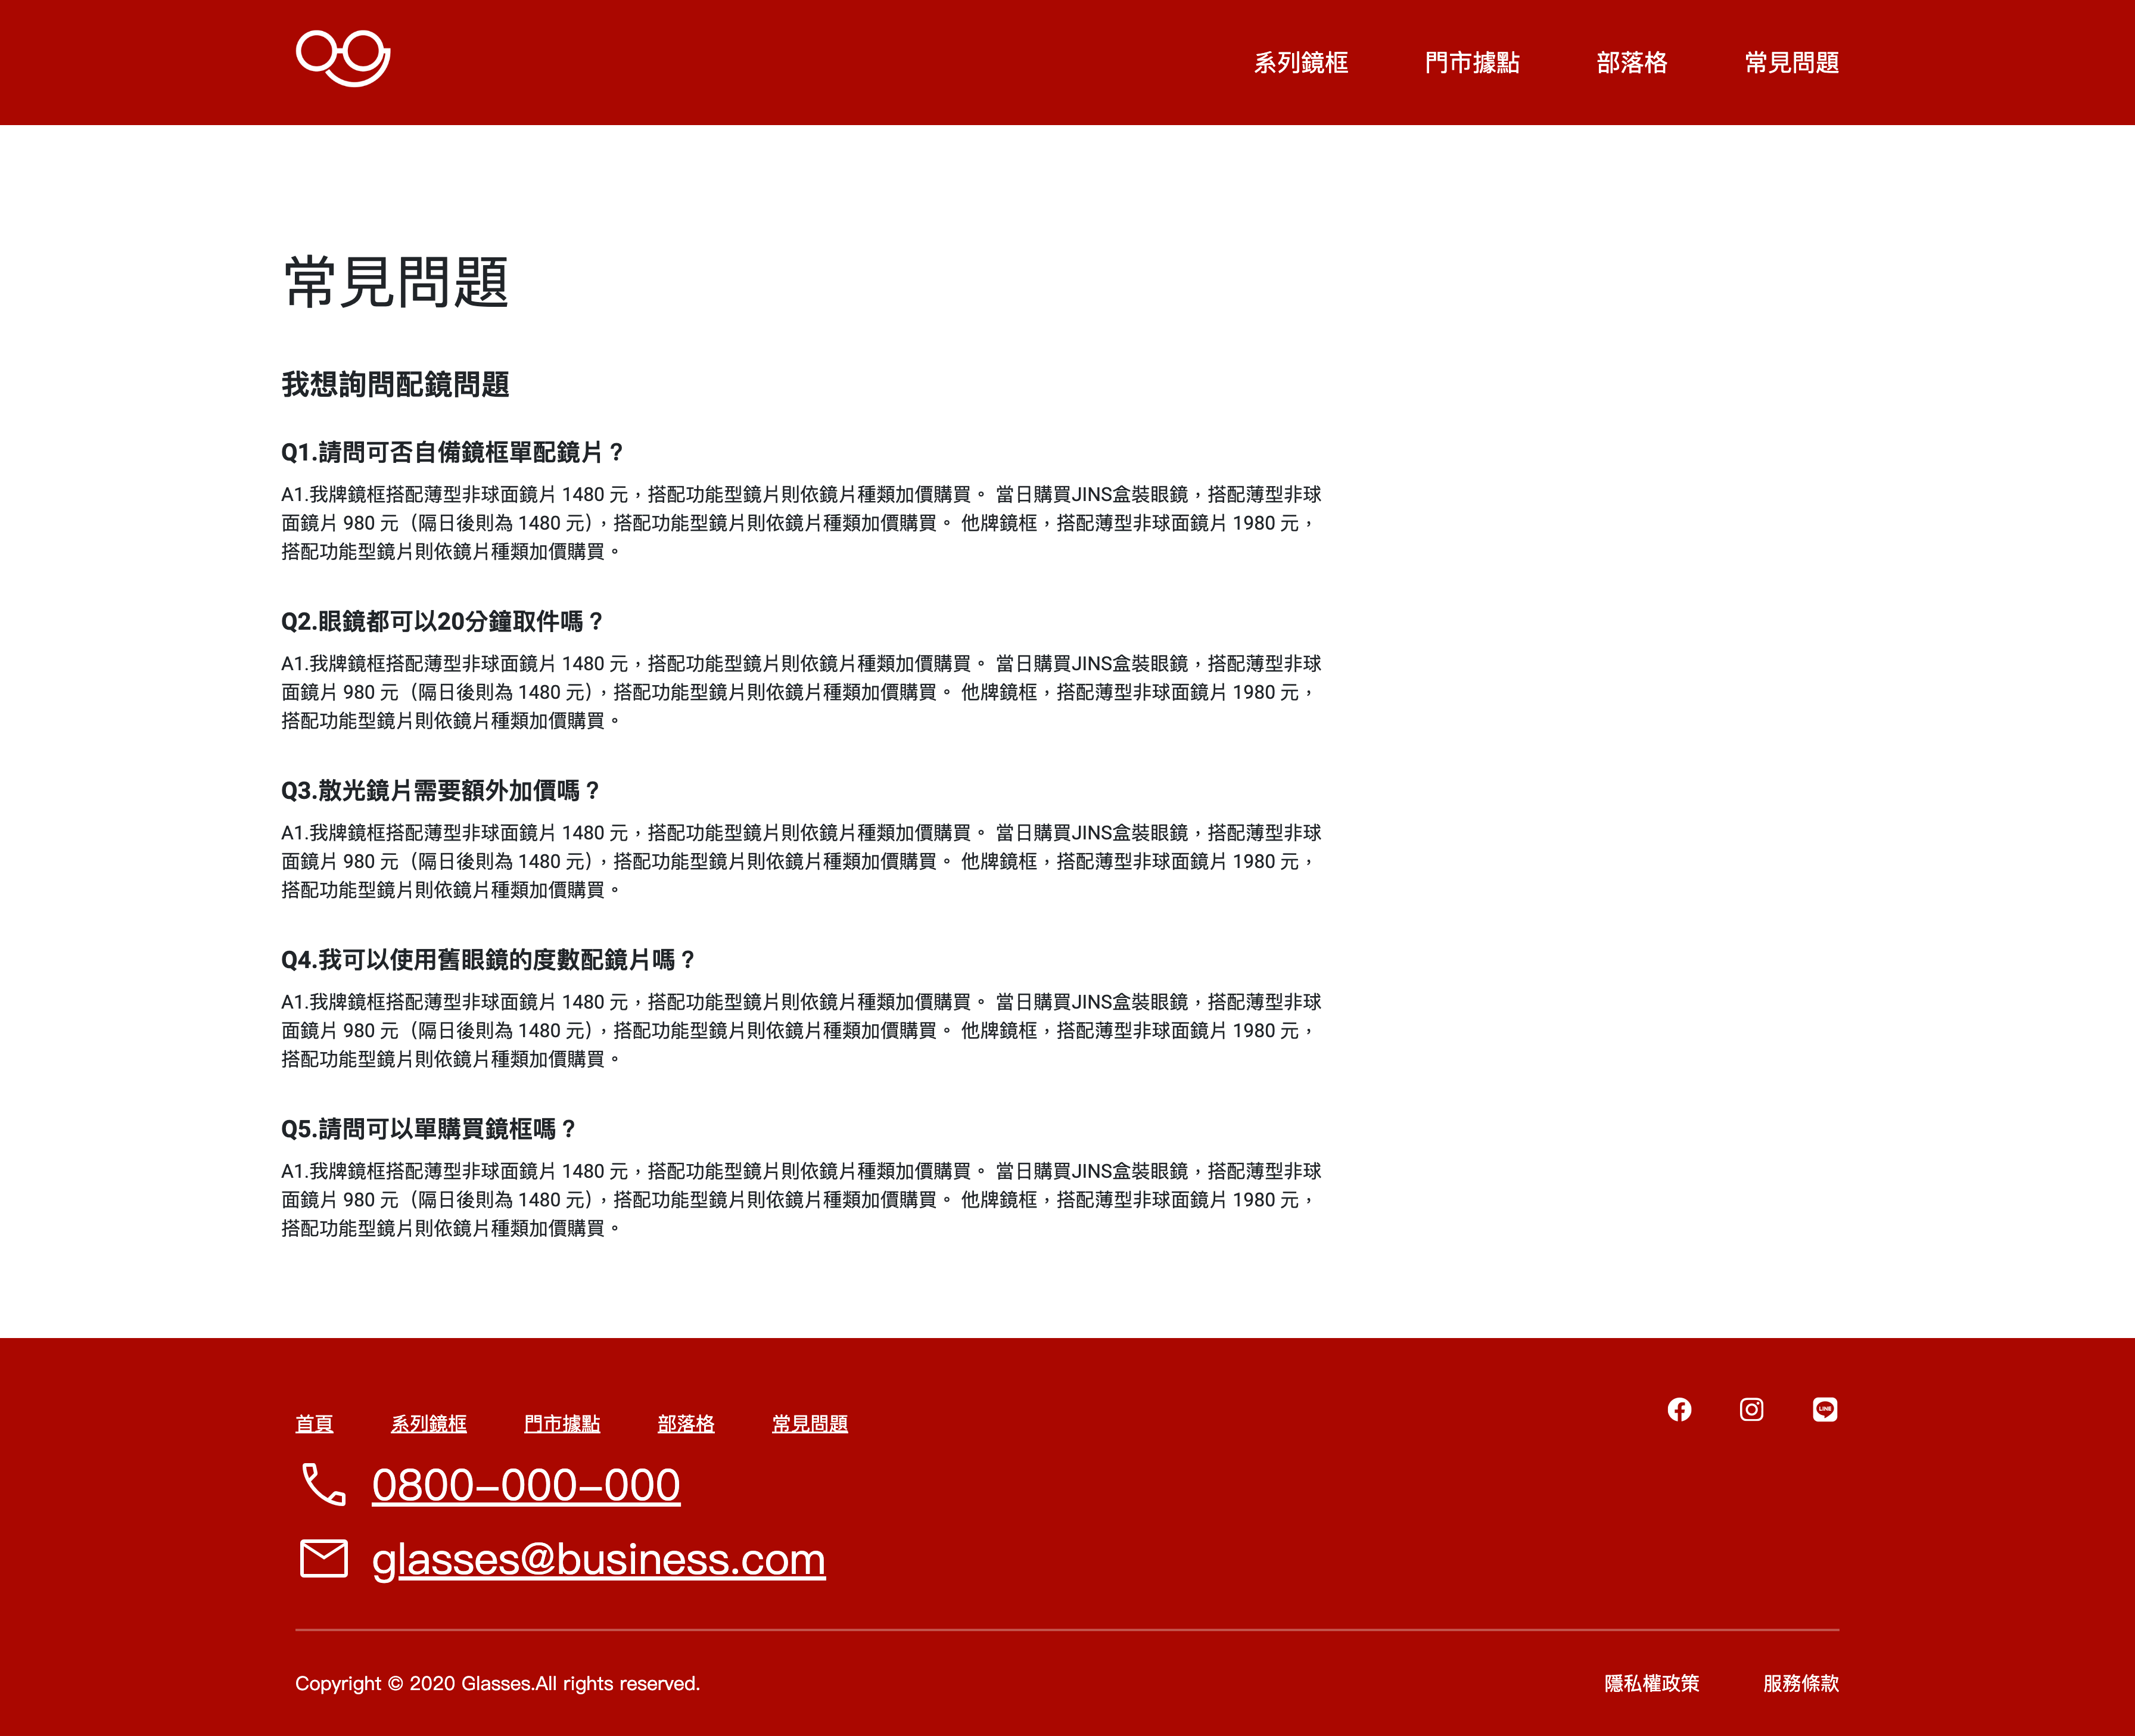 系列鏡框 門市據點 部落格 常見問題
常見問題
我想詢問配鏡問題
Q1.請問可否自備鏡框單配鏡片？
A1.我牌鏡框搭配薄型非球面鏡片 1480 元，搭配功能型鏡片則依鏡片種類加價購買。 當日購買JINS盒裝眼鏡，搭配薄型非球
面鏡片 980 元（隔日後則為 1480 元），搭配功能型鏡片則依鏡片種類加價購買。 他牌鏡框，搭配薄型非球面鏡片 1980 元，
搭配功能型鏡片則依鏡片種類加價購買。
Q2.眼鏡都可以20分鐘取件嗎？
A1.我牌鏡框搭配薄型非球面鏡片 1480 元，搭配功能型鏡片則依鏡片種類加價購買。 當日購買JINS盒裝眼鏡，搭配薄型非球
面鏡片 980 元（隔日後則為 1480 元），搭配功能型鏡片則依鏡片種類加價購買。 他牌鏡框，搭配薄型非球面鏡片 1980 元，
搭配功能型鏡片則依鏡片種類加價購買。
Q3.散光鏡片需要額外加價嗎？
A1.我牌鏡框搭配薄型非球面鏡片 1480 元，搭配功能型鏡片則依鏡片種類加價購買。 當日購買JINS盒裝眼鏡，搭配薄型非球
面鏡片 980 元（隔日後則為 1480 元），搭配功能型鏡片則依鏡片種類加價購買。 他牌鏡框，搭配薄型非球面鏡片 1980 元，
搭配功能型鏡片則依鏡片種類加價購買。
Q4.我可以使用舊眼鏡的度數配鏡片嗎？
A1.我牌鏡框搭配薄型非球面鏡片 1480 元，搭配功能型鏡片則依鏡片種類加價購買。 當日購買JINS盒裝眼鏡，搭配薄型非球
面鏡片 980 元（隔日後則為 1480 元），搭配功能型鏡片則依鏡片種類加價購買。 他牌鏡框，搭配薄型非球面鏡片 1980 元，
搭配功能型鏡片則依鏡片種類加價購買。
Q5.請問可以單購買鏡框嗎？
A1.我牌鏡框搭配薄型非球面鏡片 1480 元，搭配功能型鏡片則依鏡片種類加價購買。 當日購買JINS盒裝眼鏡，搭配薄型非球
面鏡片 980 元（隔日後則為 1480 元），搭配功能型鏡片則依鏡片種類加價購買。 他牌鏡框，搭配薄型非球面鏡片 1980 元，
搭配功能型鏡片則依鏡片種類加價購買。
首頁 系列鏡框 門市據點 部落格 常見問題
LINE
0800-000-000
glasses@business.com
Copyright © 2020 Glasses.All rights reserved.
隱私權政策 服務條款